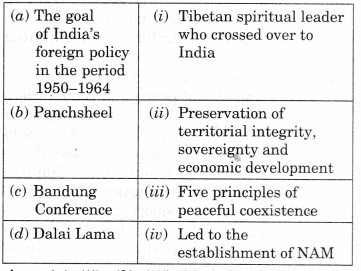 (a) The goal of India's foreign policy in the period 1950–1964
(i) Tibetan spiritual leader who crossed over to India
(b) Panchsheel
(ii) Preservation of territorial integrity, sovereignty and economic development
(c) Bandung Conference
(iii) Five principles of peaceful coexistence
(d) Dalai Lama
(iv) Led to the establishment of NAM